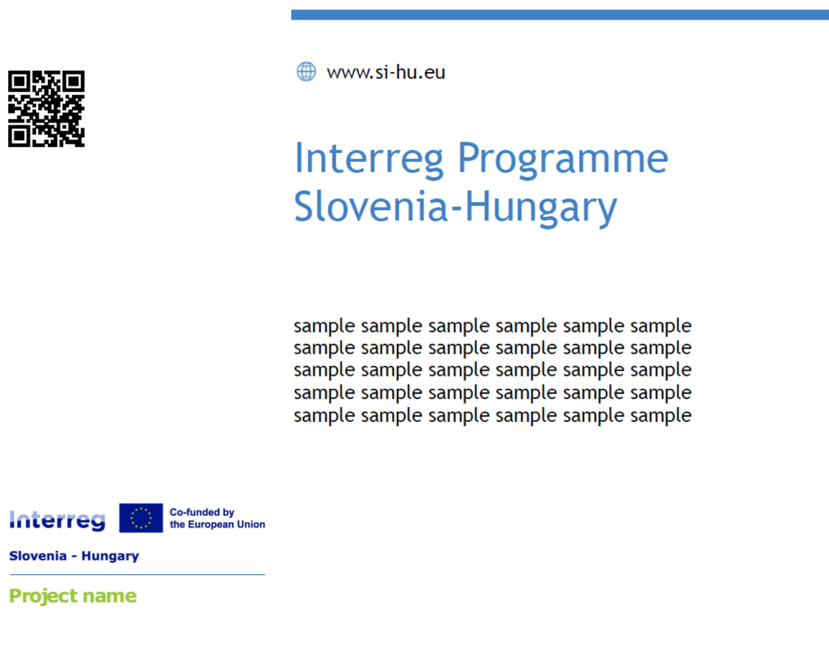 www.si-hu.eu
Interreg Programme
Slovenia-Hungary
sample sample sample sample sample sample
sample sample sample sample sample sample
sample sample sample sample sample sample
sample sample sample sample sample sample
sample sample sample sample sample sample
Interreg
Co-funded by
the European Union
Slovenia - Hungary
Project name